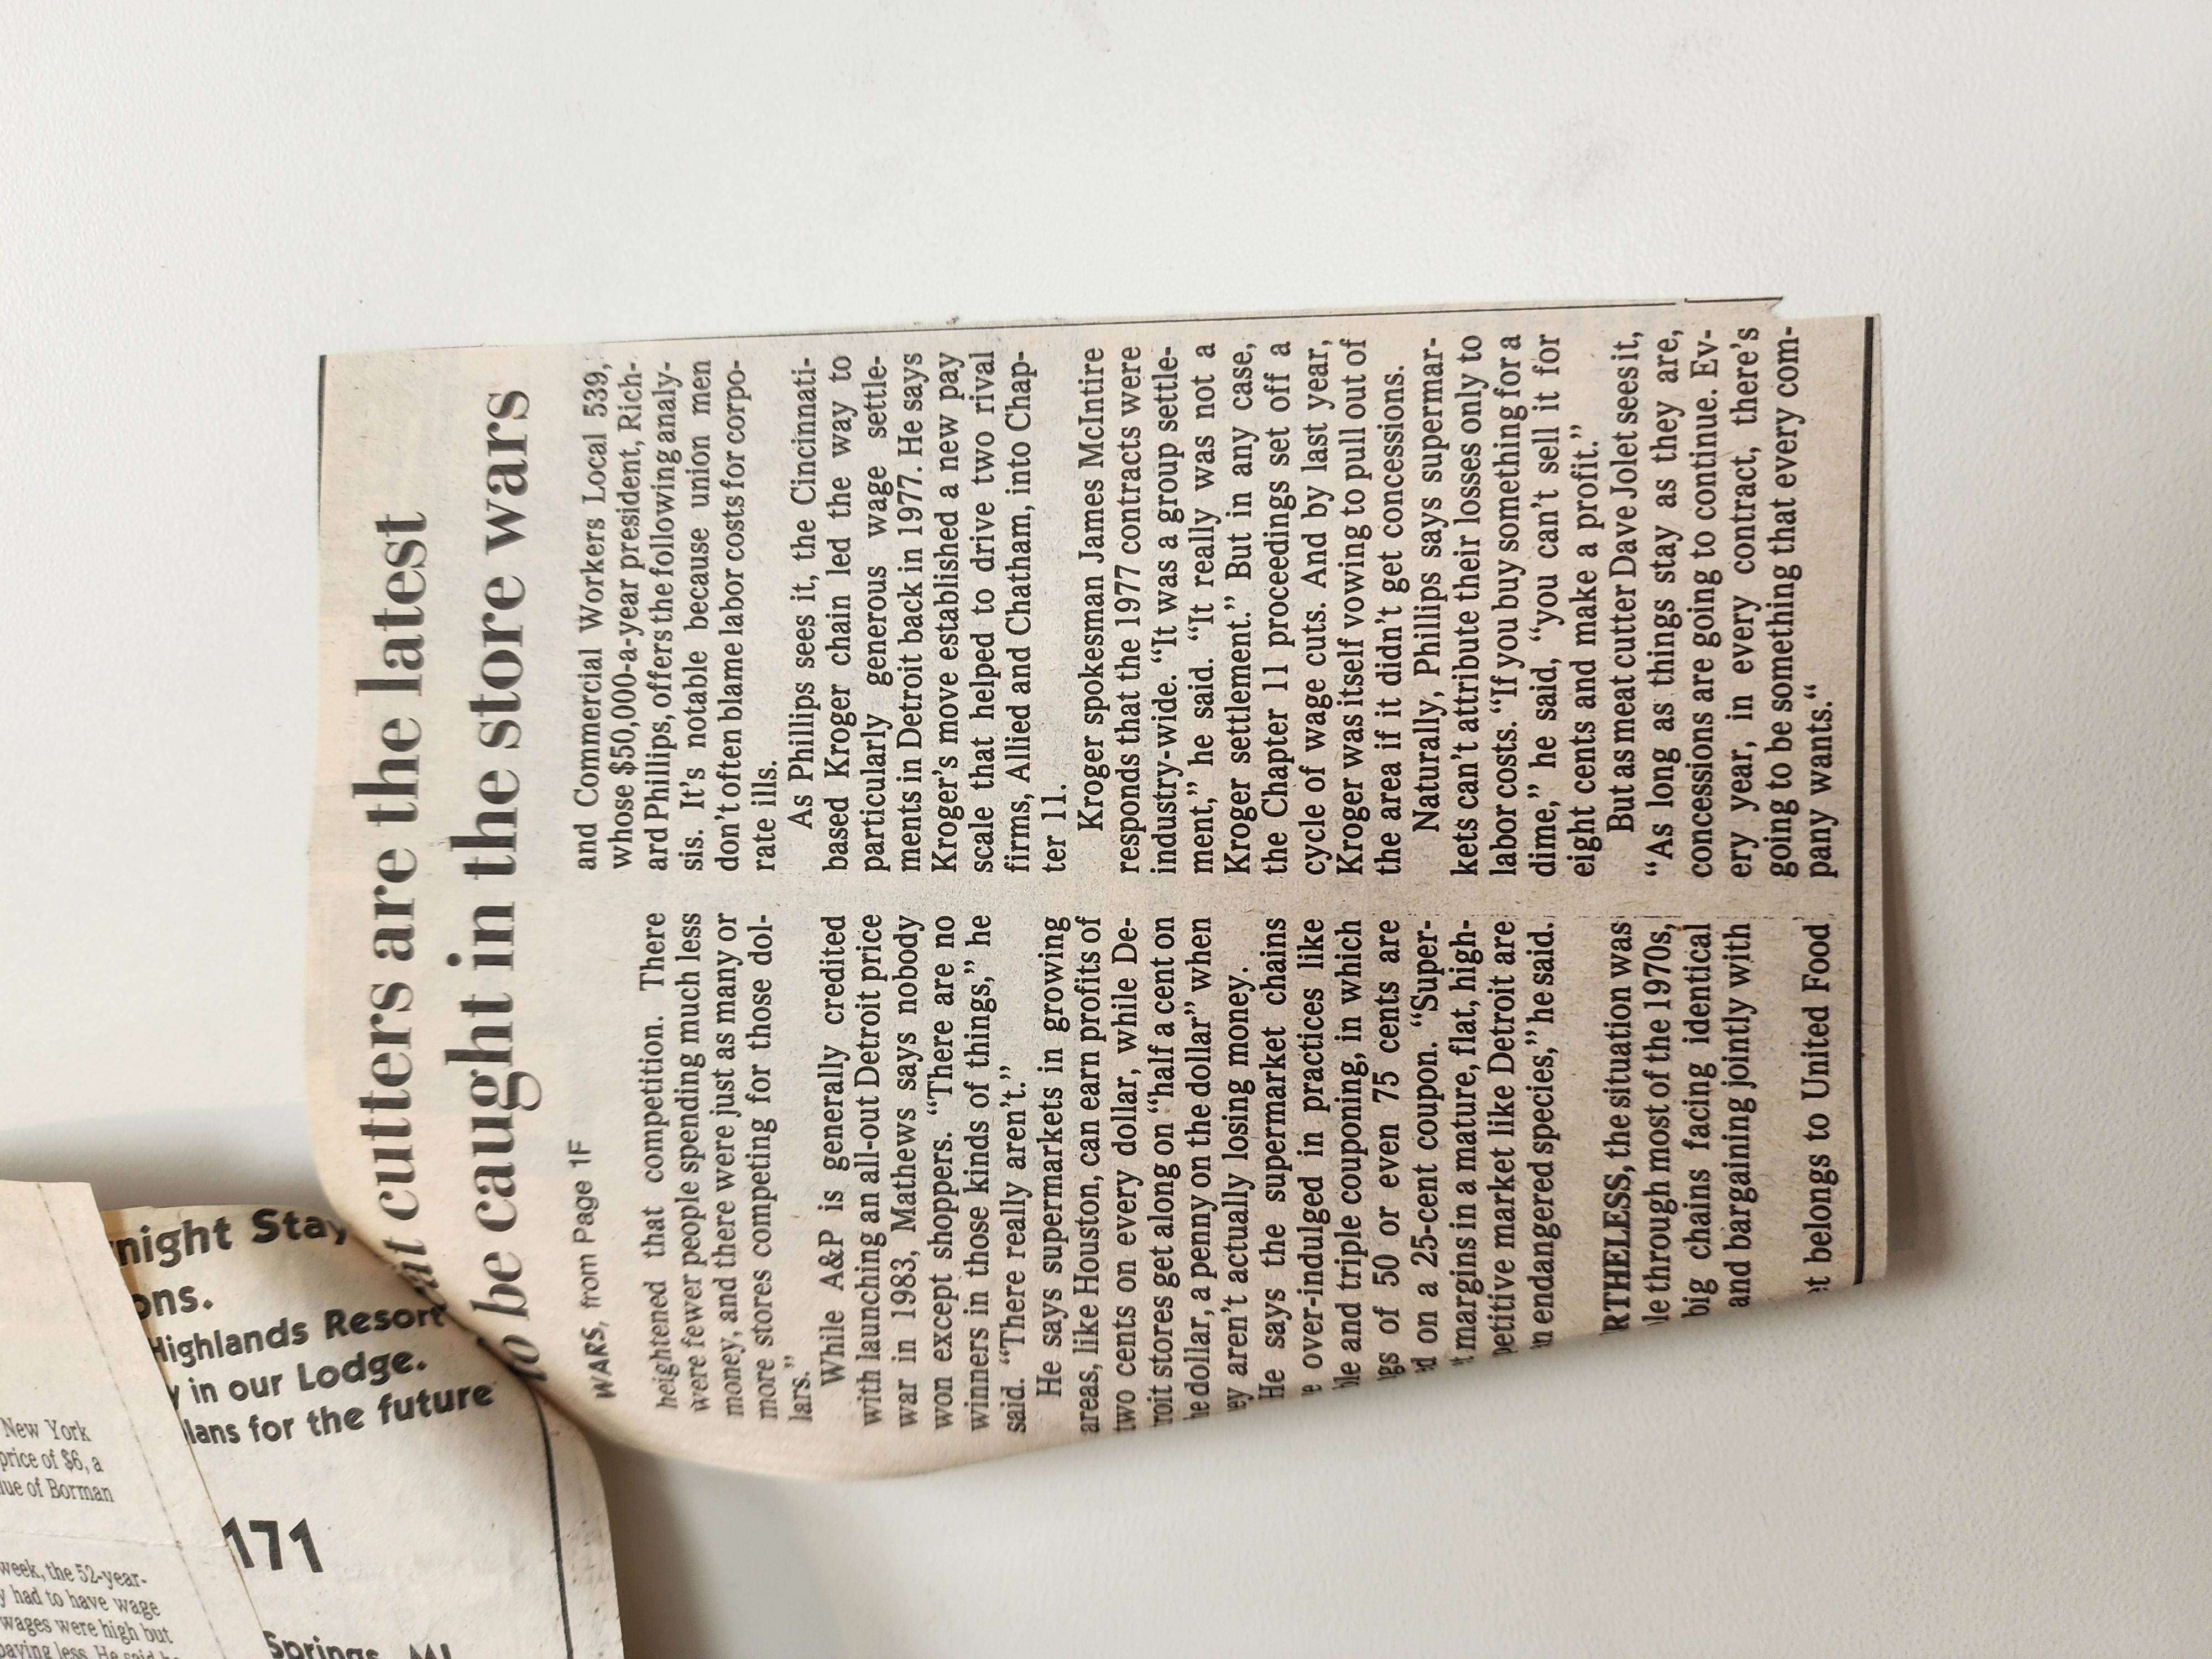 cutters are the latest
to be caught in the store wars
WARS, from Page 1F
heightened that competition. There
were fewer people spending much less
money, and there were just as many or
more stores competing for those dol-
lars.”
While A&P is generally credited
with launching an all-out Detroit price
war in 1983, Mathews says nobody
won except shoppers. “There are no
winners in those kinds of things,” he
said. “There really aren’t.”
He says supermarkets in growing
areas, like Houston, can earn profits of
two cents on every dollar, while De-
roit stores get along on “half a cent on
he dollar, a penny on the dollar” when
ey aren’t actually losing money.
He says the supermarket chains
e over-indulged in practices like
ble and triple couponing, in which
gs of 50 or even 75 cents are
d on a 25-cent coupon. “Super-
t margins in a mature, flat, high-
petitive market like Detroit are
n endangered species,” he said.
RTHELESS, the situation was
le through most of the 1970s,
big chains facing identical
and bargaining jointly with
et belongs to United Food
and Commercial Workers Local 539,
whose $50,000-a-year president, Rich-
ard Phillips, offers the following analy-
sis. It’s notable because union men
don’t often blame labor costs for corpo-
rate ills.
As Phillips sees it, the Cincinnati-
based Kroger chain led the way to
particularly generous wage settle-
ments in Detroit back in 1977. He says
Kroger’s move established a new pay
scale that helped to drive two rival
firms, Allied and Chatham, into Chap-
ter 11.
Kroger spokesman James McIntire
responds that the 1977 contracts were
industry-wide. “It was a group settle-
ment,” he said. “It really was not a
Kroger settlement.” But in any case,
the Chapter 11 proceedings set off a
cycle of wage cuts. And by last year,
Kroger was itself vowing to pull out of
the area if it didn’t get concessions.
Naturally, Phillips says supermar-
kets can’t attribute their losses only to
labor costs. “If you buy something for a
dime,” he said, “you can’t sell it for
eight cents and make a profit.”
But as meat cutter Dave Jolet sees it,
“As long as things stay as they are,
concessions are going to continue. Ev-
ery year, in every contract, there’s
going to be something that every com-
pany wants.“
night Stay
ons.
Highlands Resort
y in our Lodge.
lans for the future
171
Springs, MI
New York
price of $6, a
lue of Borman
week, the 52-year-
y had to have wage
wages were high but
paying less. He said